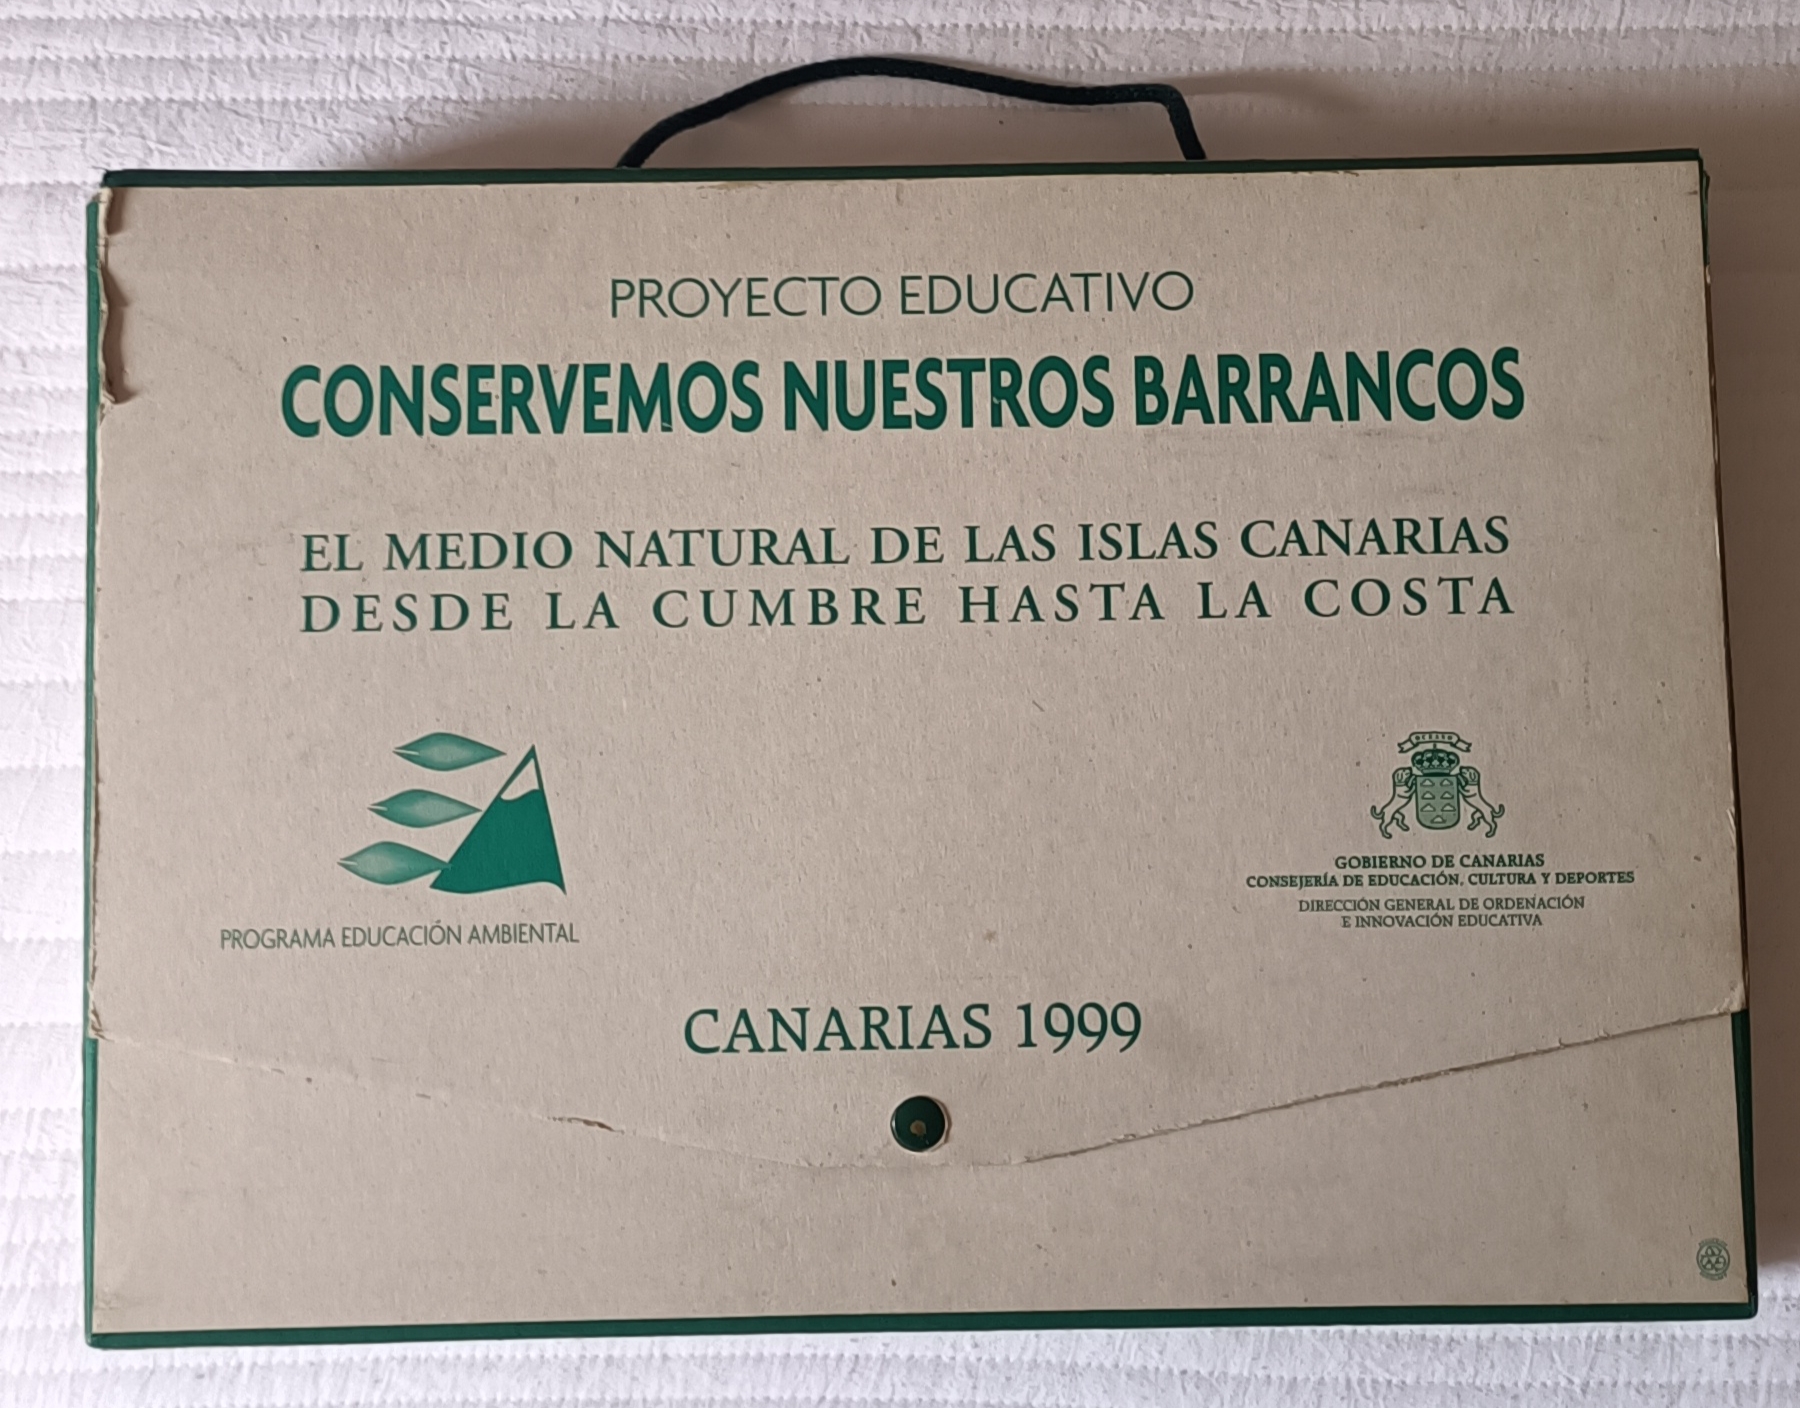 PROYECTO EDUCATIVO
CONSERVEMOS NUESTROS BARRANCOS
EL MEDIO NATURAL DE LAS ISLAS CANARIAS
DESDE LA CUMBRE HASTA LA COSTA
PROGRAMA EDUCACIÓN AMBIENTAL
OCEANO
GOBIERNO DE CANARIAS
CONSEJERÍA DE EDUCACIÓN, CULTURA Y DEPORTES
DIRECCIÓN GENERAL DE ORDENACIÓN
E INNOVACIÓN EDUCATIVA
CANARIAS 1999